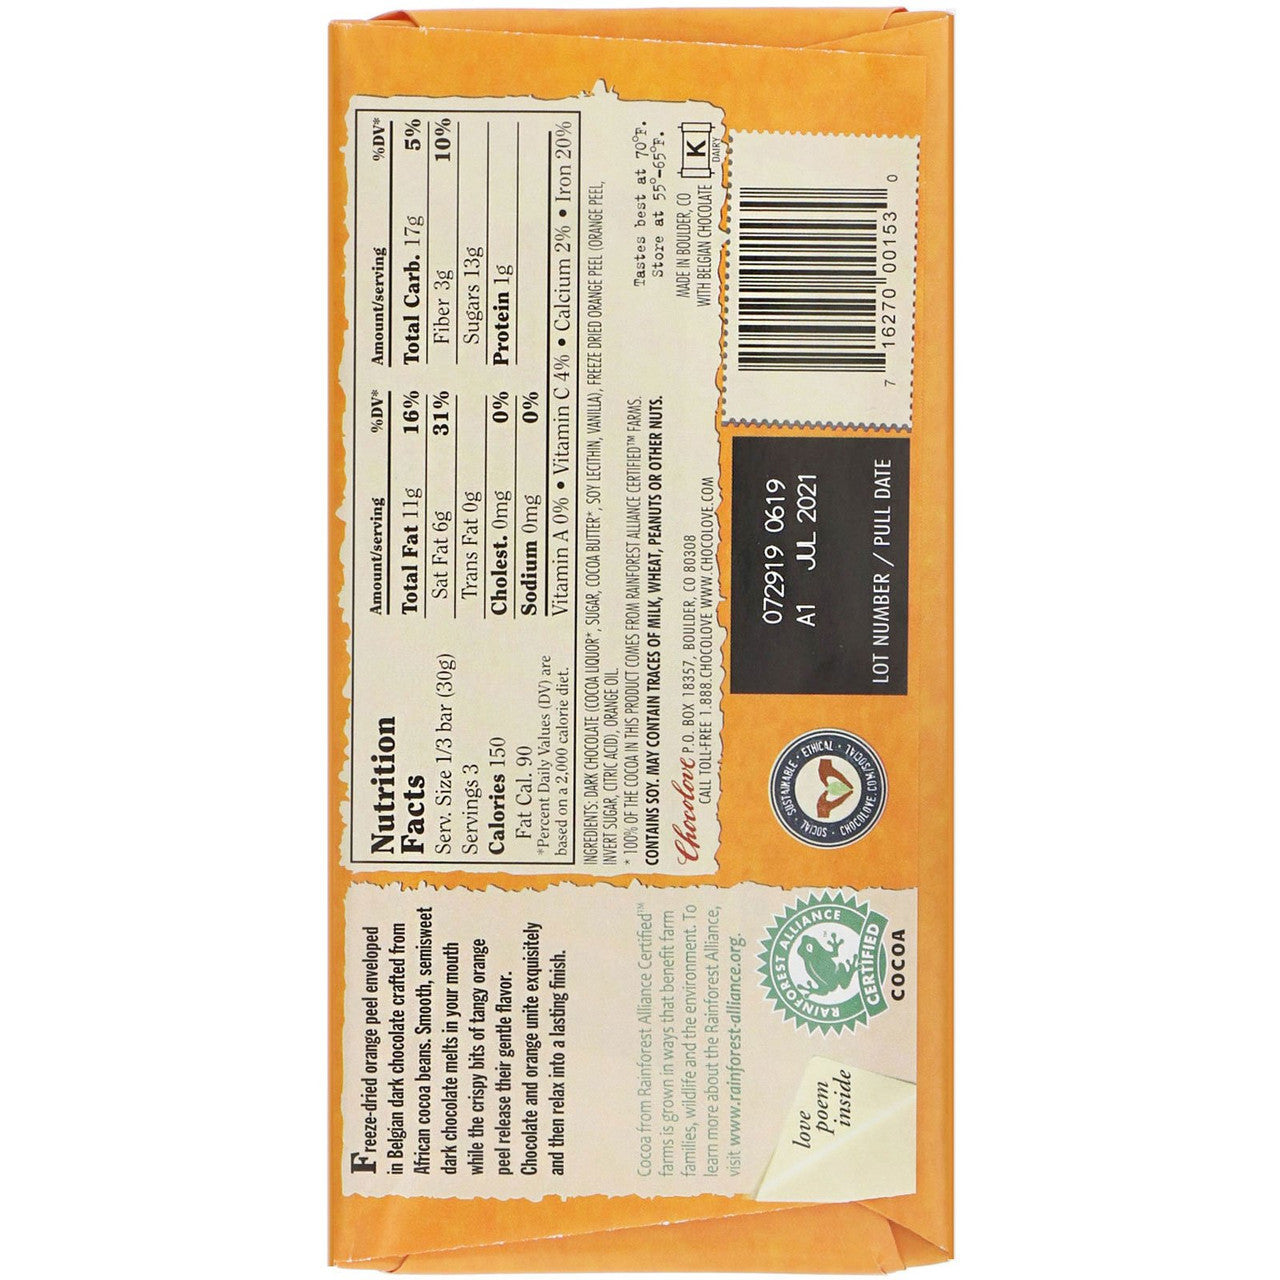 Freeze-dried orange peel enveloped
in Belgian dark chocolate crafted from
African cocoa beans. Smooth, semisweet
dark chocolate melts in your mouth
while the crispy bits of tangy orange
peel release their gentle flavor.
Chocolate and orange unite exquisitely
and then relax into a lasting finish.
Cocoa from Rainforest Alliance Certified™
farms is grown in ways that benefit farm
families, wildlife and the environment. To
learn more about the Rainforest Alliance,
visit www.rainforest-alliance.org.
love
poem
inside
RAINFOREST ALLIANCE
CERTIFIED
COCOA
Nutrition
Facts
Serv. Size 1/3 bar (30g)
Servings 3
Calories 150
Fat Cal. 90
*Percent Daily Values (DV) are
based on a 2,000 calorie diet.
Amount/serving %DV*
Total Fat 11g 16%
Sat Fat 6g 31%
Trans Fat 0g
Cholest. 0mg 0%
Sodium 0mg 0%
Amount/serving %DV*
Total Carb. 17g 5%
Fiber 3g 10%
Sugars 13g
Protein 1g
Vitamin A 0% • Vitamin C 4% • Calcium 2% • Iron 20%
INGREDIENTS: DARK CHOCOLATE (COCOA LIQUOR*, SUGAR, COCOA BUTTER*, SOY LECITHIN, VANILLA), FREEZE DRIED ORANGE PEEL (ORANGE PEEL,
INVERT SUGAR, CITRIC ACID), ORANGE OIL.
* 100% OF THE COCOA IN THIS PRODUCT COMES FROM RAINFOREST ALLIANCE CERTIFIED™ FARMS.
CONTAINS SOY. MAY CONTAIN TRACES OF MILK, WHEAT, PEANUTS OR OTHER NUTS.
Chocolove P.O. BOX 18357, BOULDER, CO 80308
CALL TOLL-FREE 1.888.CHOCOLOVE WWW.CHOCOLOVE.COM
Tastes best at 70°F.
Store at 55°-65°F.
MADE IN BOULDER, CO
WITH BELGIAN CHOCOLATE
K
DAIRY
SOCIAL · SUSTAINABLE · ETHICAL ·
CHOCOLOVE.COM/SOCIAL
072919 0619
A1 JUL 2021
LOT NUMBER / PULL DATE
7 16270 00153 0